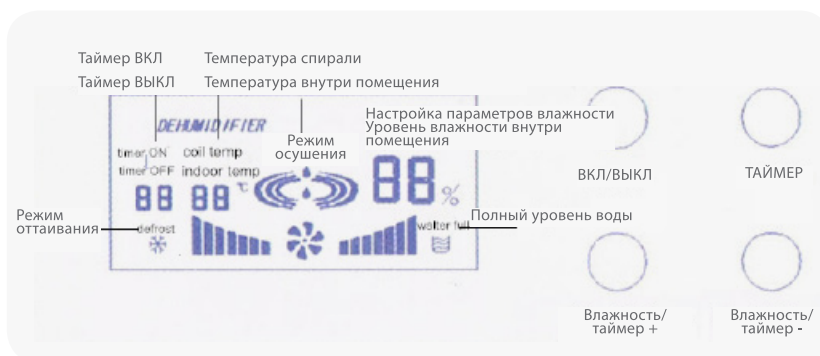 Таймер ВКЛ
Температура спирали
Таймер ВЫКЛ
Температура внутри помещения
Настройка параметров влажности
Уровень влажности внутри
помещения
DEHUMIDIFIER
Режим
осушения
timer ON
coil temp
timer OFF
indoor temp
88
88
°C
88
%
ВКЛ/ВЫКЛ
ТАЙМЕР
Режим
оттаивания
defrost
walter full
Полный уровень воды
Влажность/
таймер +
Влажность/
таймер -